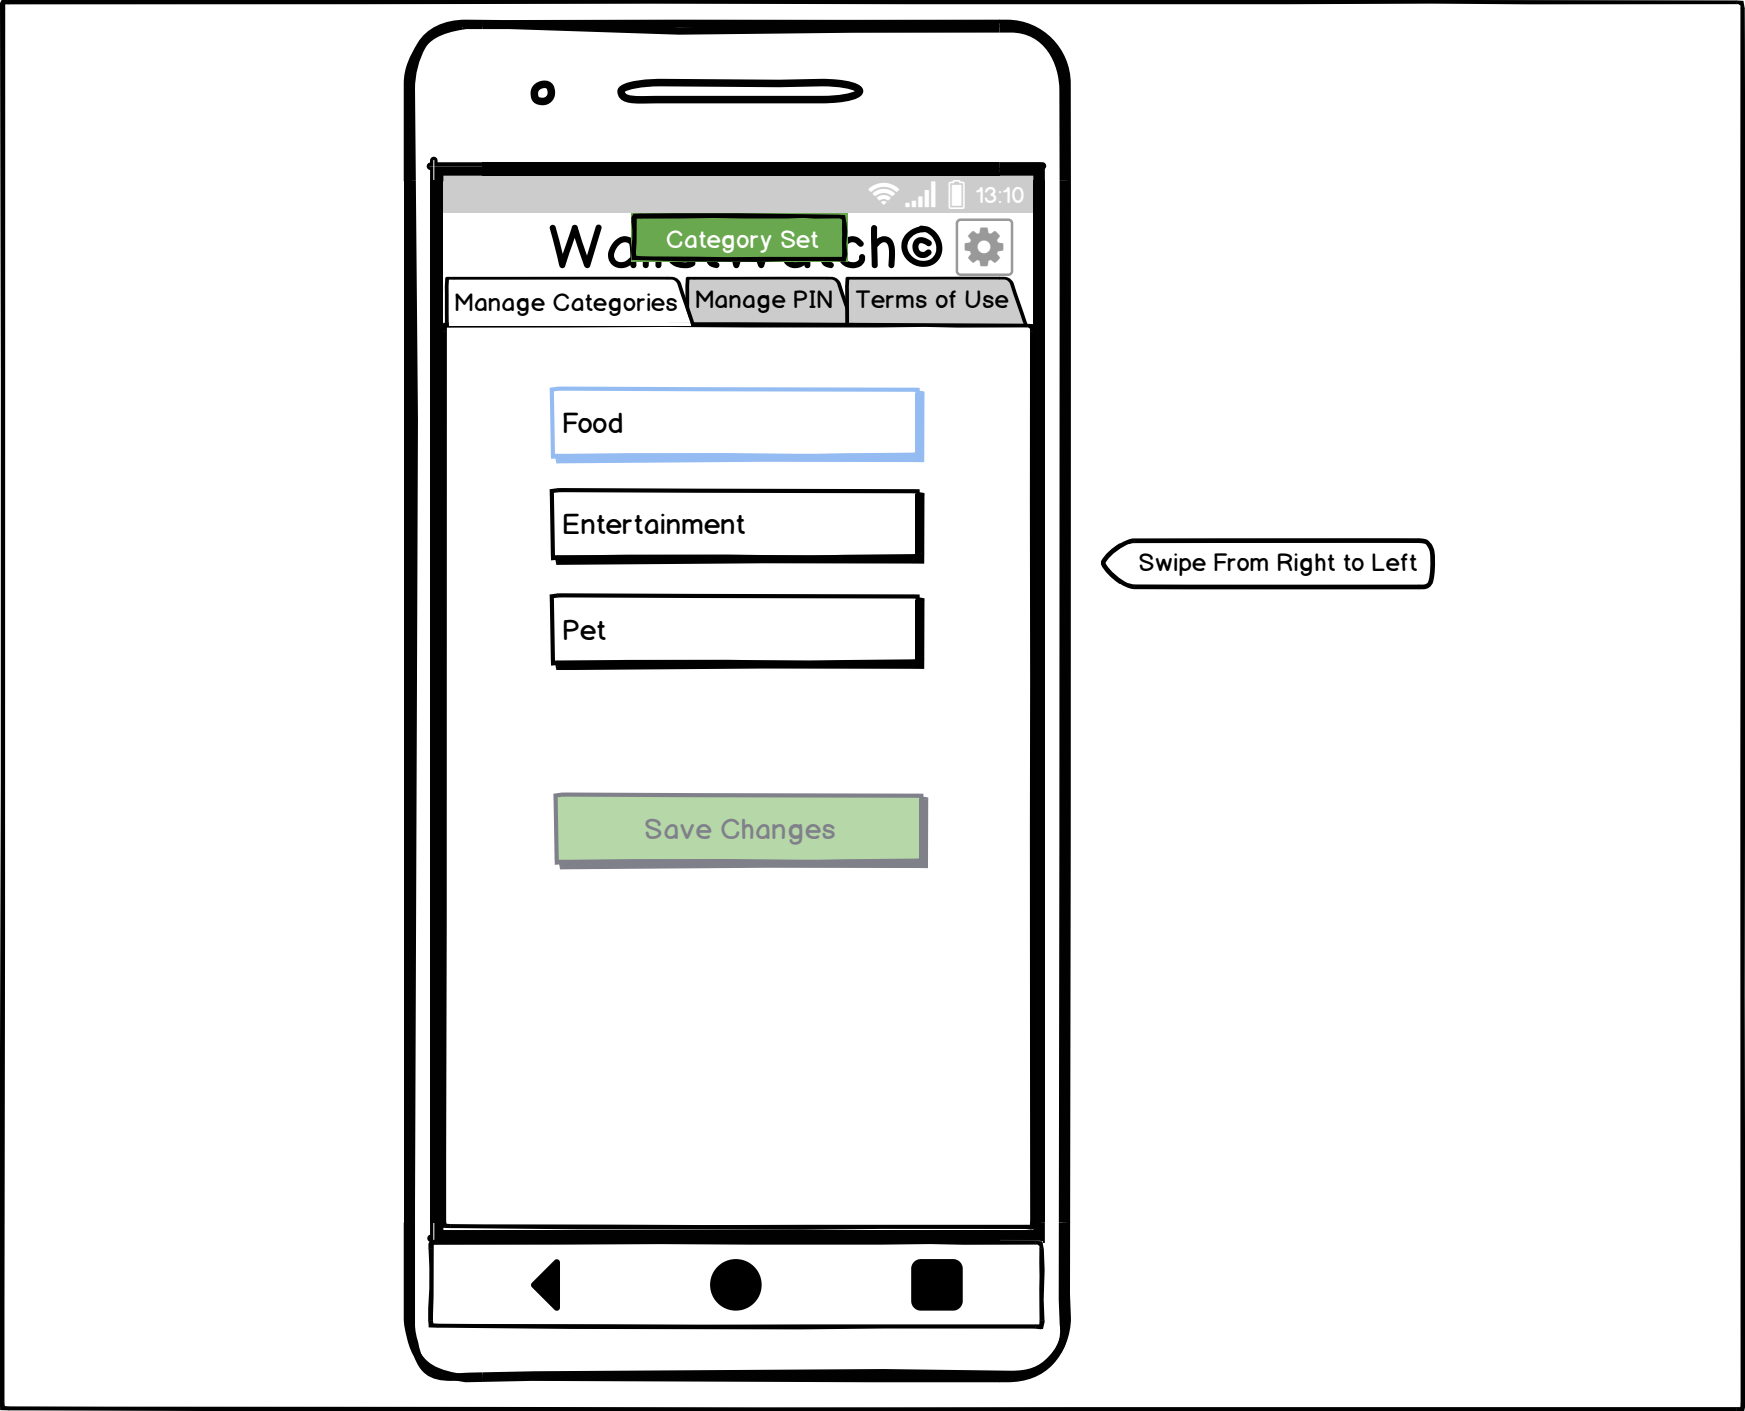 13:10
Category Set
ch©
Manage Categories
Manage PIN
Terms of Use
Food
Entertainment
Swipe From Right to Left
Pet
Save Changes